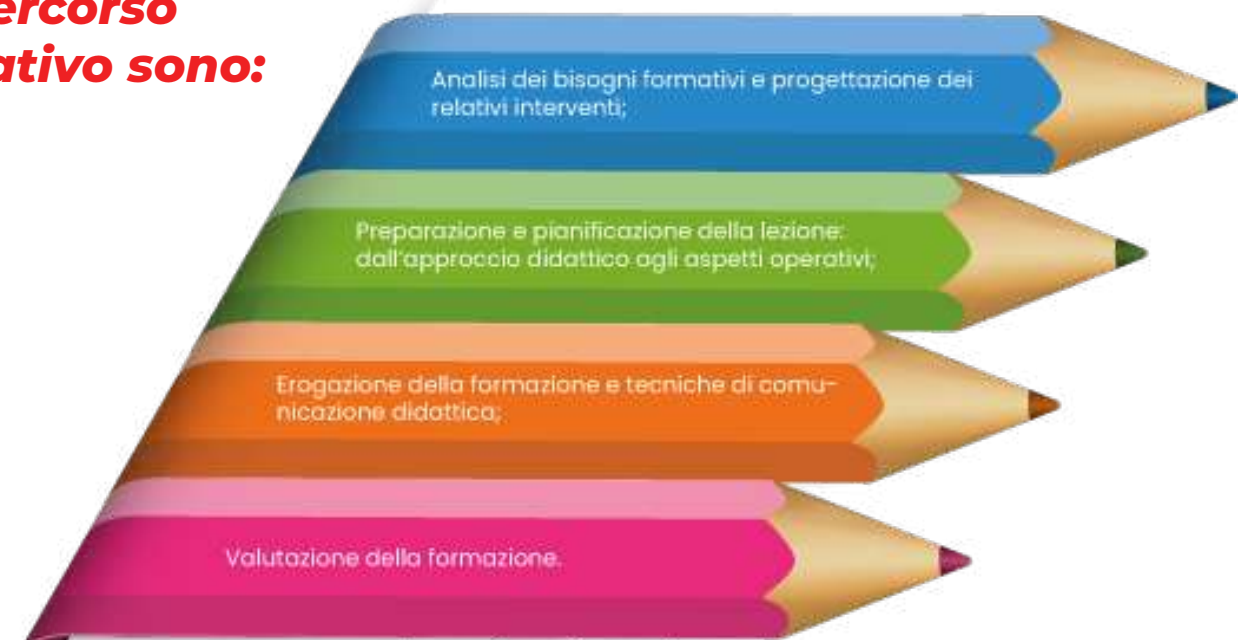 ercorso
ativo sono:
Analisi dei bisogni formativi e progettazione dei
relativi interventi;
Preparazione e pianificazione della lezione:
dall'approccio didattico agli aspetti operativi;
Erogazione della formazione e tecniche di comu-
nicazione didattica;
Valutazione della formazione.